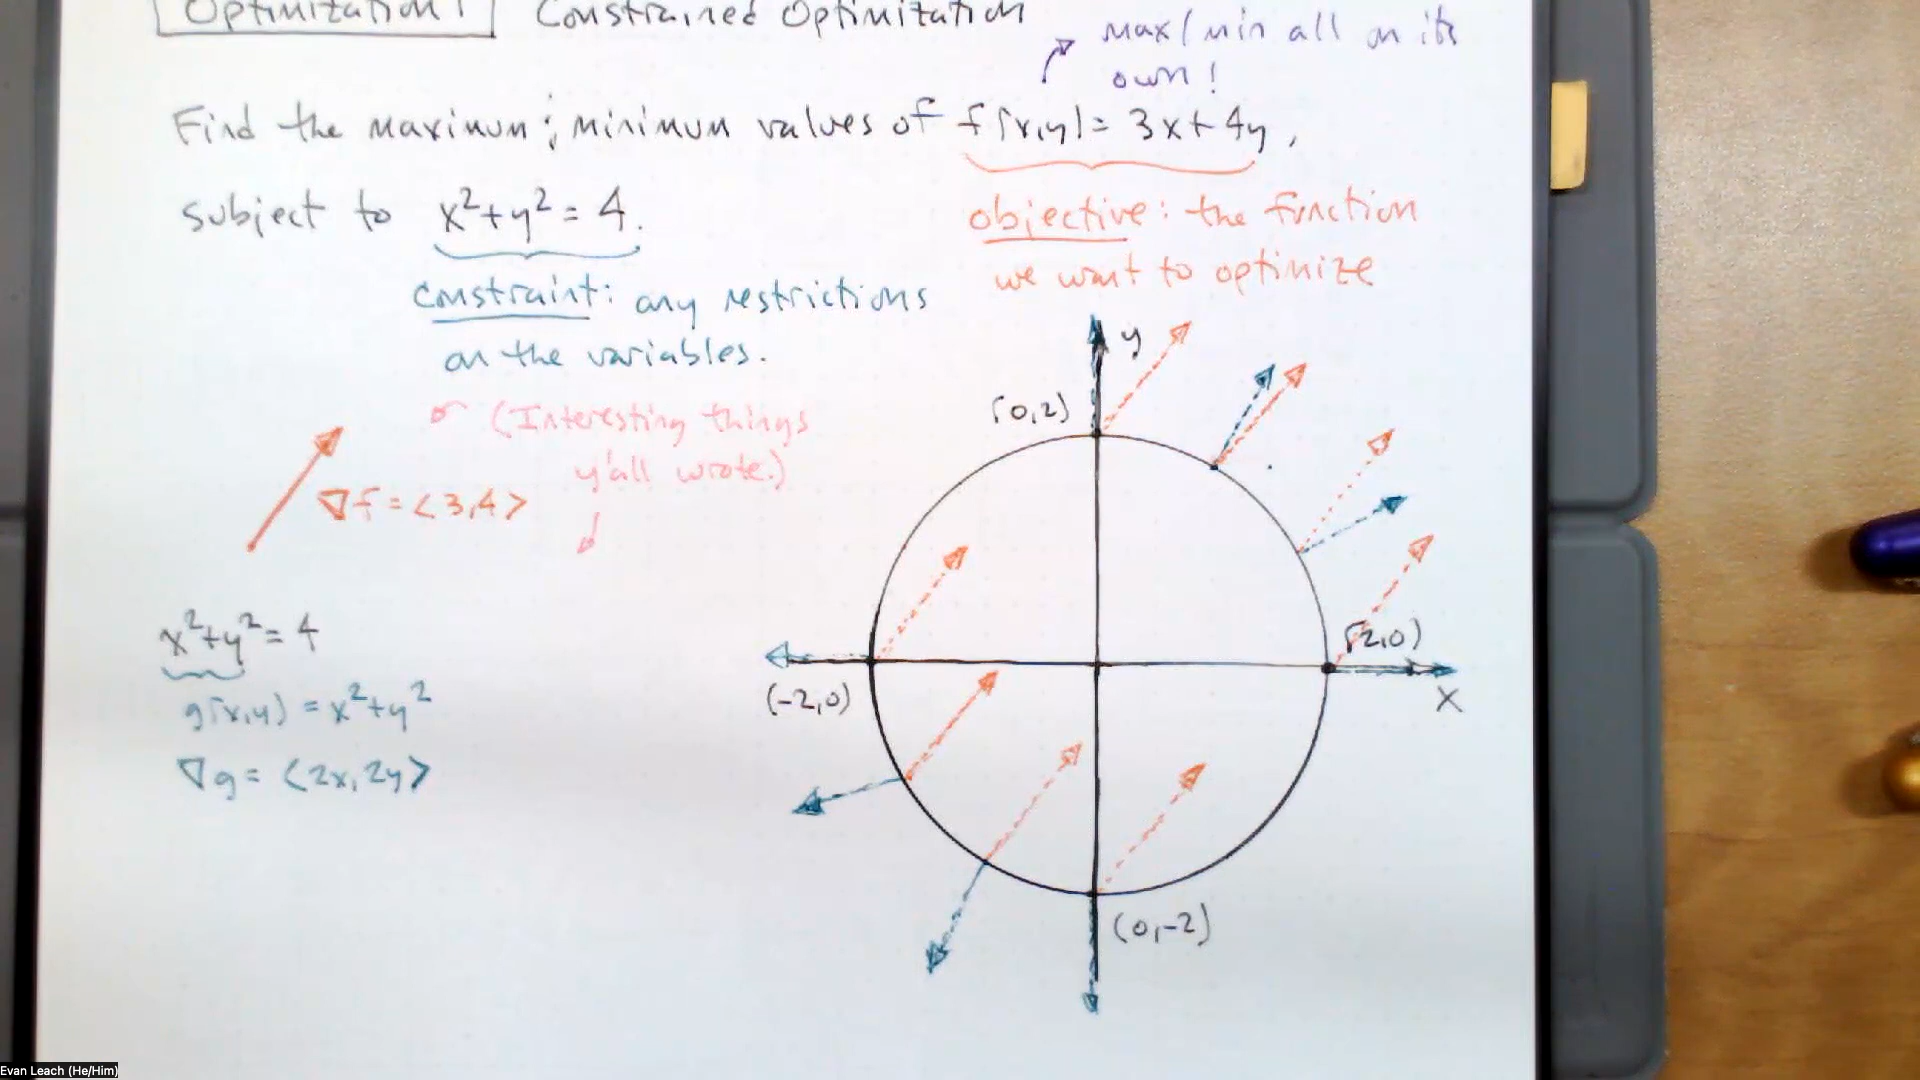 Optimization! Constrained Optimization
max/min all on its
own!
Find the maximum ; minimum values of f(x,y) = 3x+4y,
subject to x²+y² = 4.
objective: the function
we want to optimize
constraint: any restrictions
on the variables.
(Interesting things
y'all wrote.)
∇f = <3,4>
x²+y² = 4
g(x,y) = x²+y²
∇g = <2x, 2y>
y
(0,2)
(2,0)
x
(-2,0)
(0,-2)
Evan Leach (He/Him)